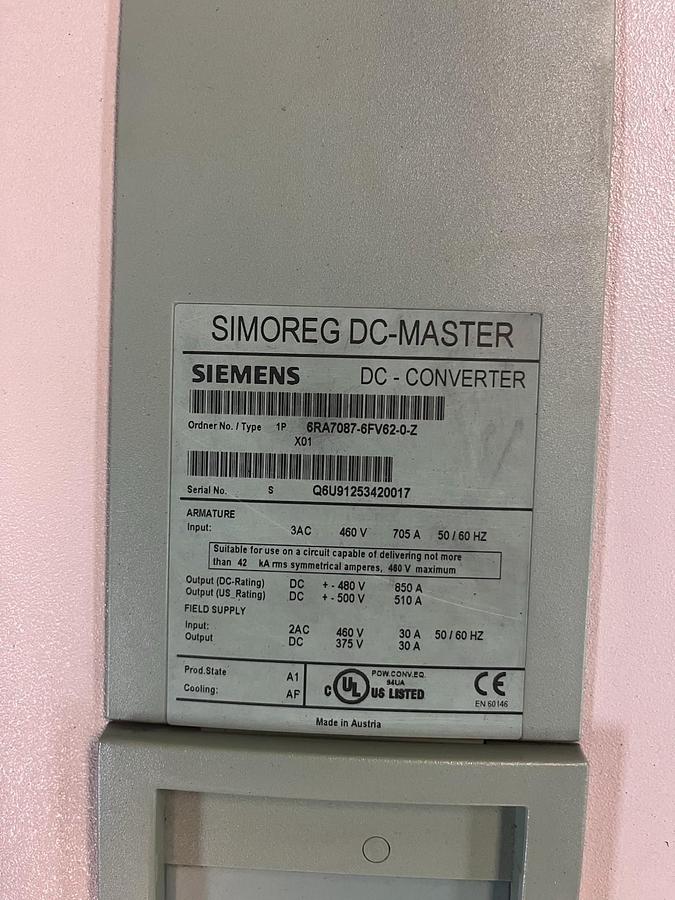 SIMOREG DC-MASTER
SIEMENS DC - CONVERTER
Ordner No. / Type 1P 6RA7087-6FV62-0-Z
X01
Serial No. S Q6U91253420017
ARMATURE
Input: 3AC 460 V 705 A 50 / 60 HZ
Suitable for use on a circuit capable of delivering not more
than 42 kA rms symmetrical amperes, 460 V maximum
Output (DC-Rating) DC + - 480 V 850 A
Output (US_Rating) DC + - 500 V 510 A
FIELD SUPPLY
Input: 2AC 460 V 30 A 50 / 60 HZ
Output DC 375 V 30 A
Prod.State A1
Cooling: AF
POW.CONV.EQ.
94UA
C UL US LISTED
CE
EN 60146
Made in Austria